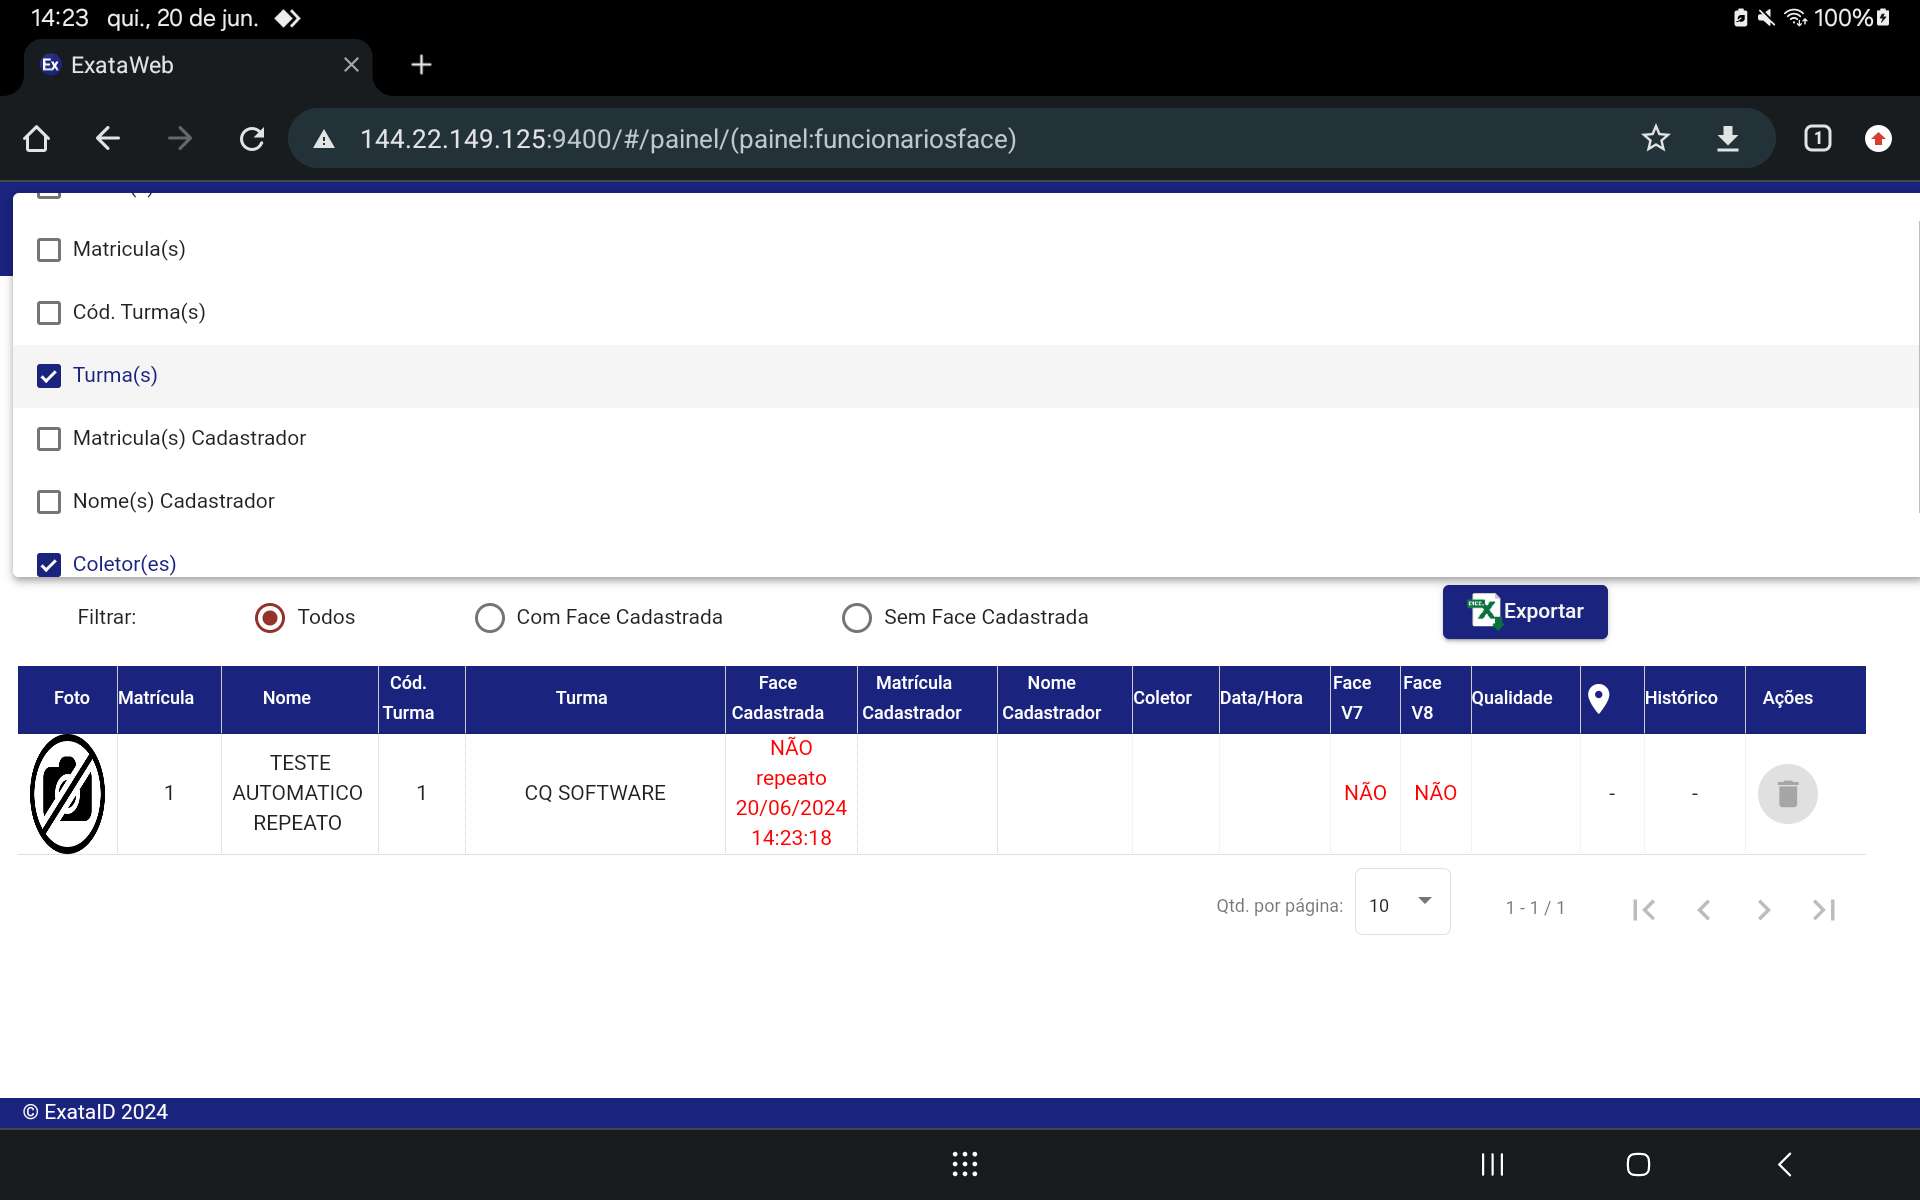 14:23 qui., 20 de jun.
100%
Ex ExataWeb
144.22.149.125:9400/#/painel/(painel:funcionariosface)
1
Matricula(s)
Cód. Turma(s)
Turma(s)
Matricula(s) Cadastrador
Nome(s) Cadastrador
Coletor(es)
Filtrar: Todos Com Face Cadastrada Sem Face Cadastrada
Exportar
Foto Matrícula Nome Cód. Turma Turma Face Cadastrada Matrícula Cadastrador Nome Cadastrador Coletor Data/Hora Face V7 Face V8 Qualidade Histórico Ações
TESTE AUTOMATICO REPEATO
1
1 CQ SOFTWARE
NÃO
repeato
20/06/2024
14:23:18
NÃO NÃO - -
Qtd. por página: 10 1 - 1 / 1
© ExataID 2024